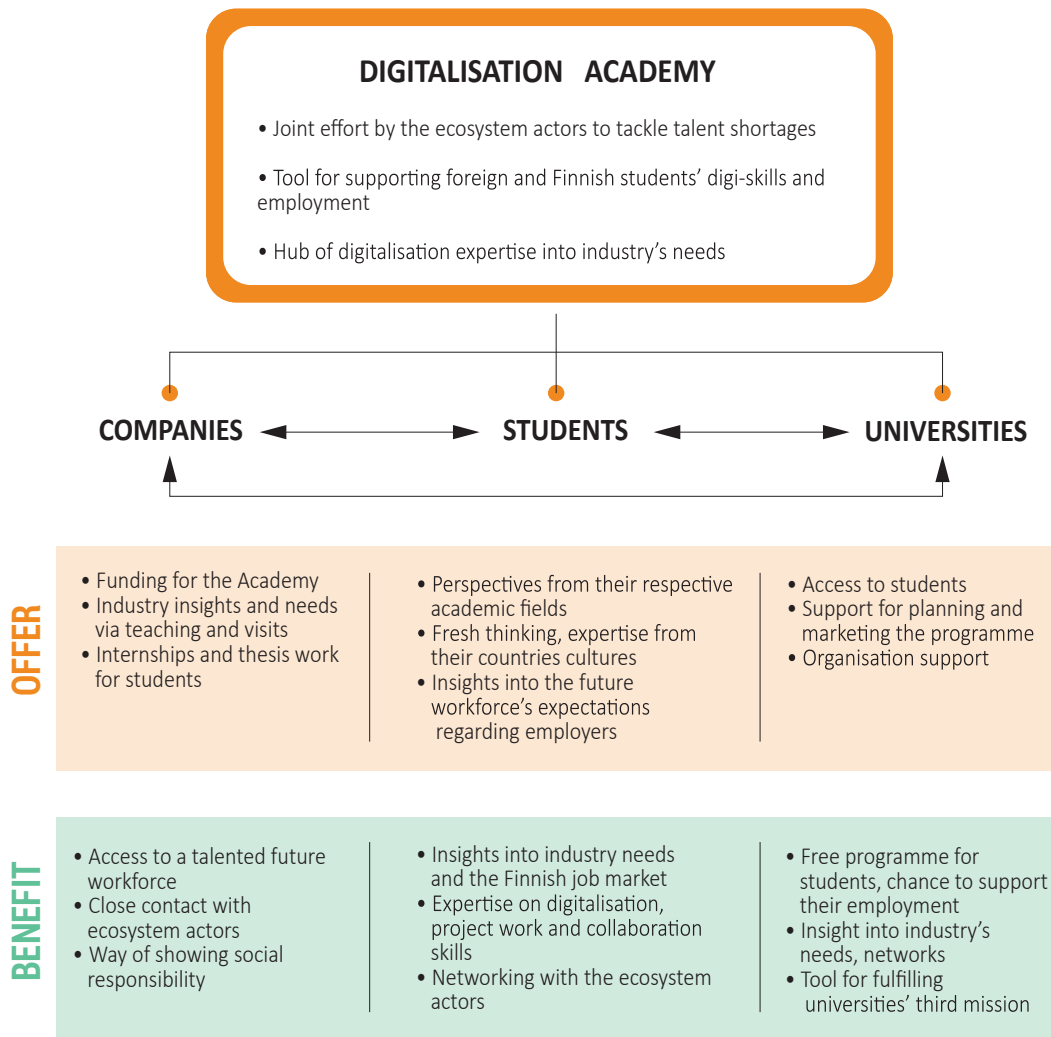 DIGITALISATION ACADEMY
• Joint effort by the ecosystem actors to tackle talent shortages
• Tool for supporting foreign and Finnish students’ digi-skills and
employment
• Hub of digitalisation expertise into industry’s needs
COMPANIES
STUDENTS
UNIVERSITIES
OFFER
• Funding for the Academy
• Industry insights and needs
via teaching and visits
• Internships and thesis work
for students
• Perspectives from their respective
academic fields
• Fresh thinking, expertise from
their countries cultures
• Insights into the future
workforce’s expectations
regarding employers
• Access to students
• Support for planning and
marketing the programme
• Organisation support
BENEFIT
• Access to a talented future
workforce
• Close contact with
ecosystem actors
• Way of showing social
responsibility
• Insights into industry needs
and the Finnish job market
• Expertise on digitalisation,
project work and collaboration
skills
• Networking with the ecosystem
actors
• Free programme for
students, chance to support
their employment
• Insight into industry’s
needs, networks
• Tool for fulfilling
universities’ third mission